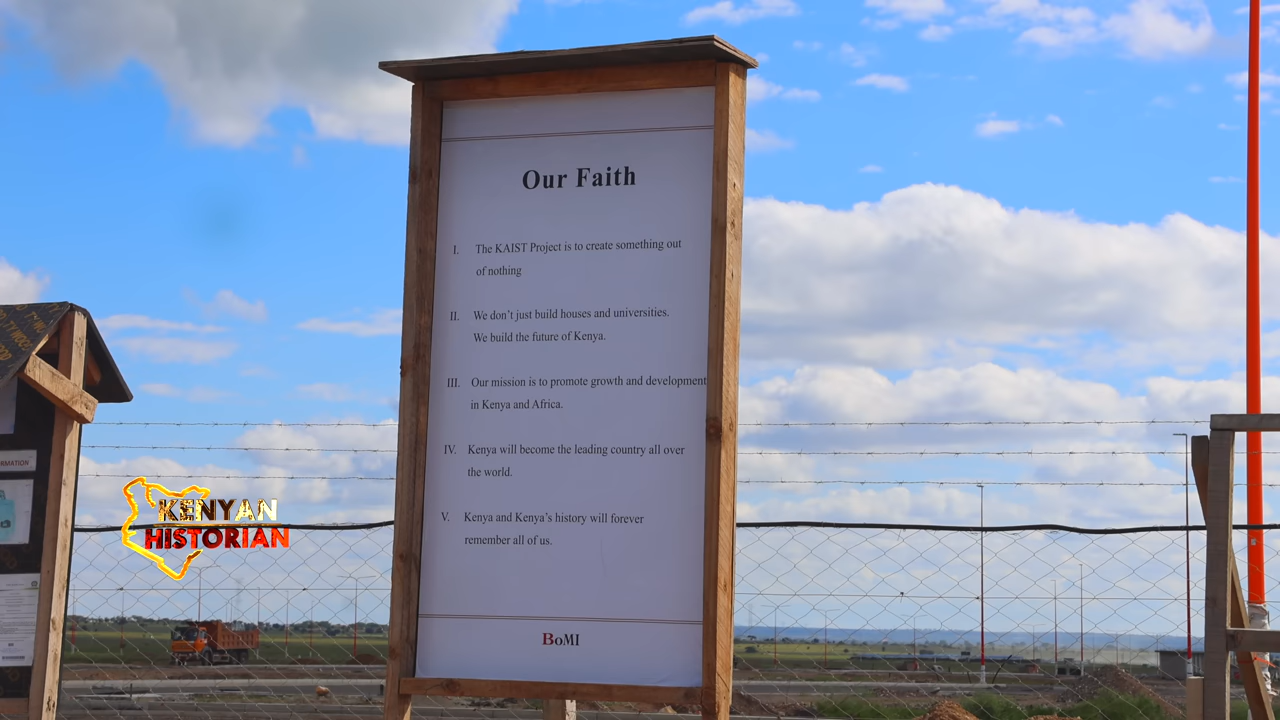 Our Faith
I. The KAIST Project is to create something out
of nothing
II. We don't just build houses and universities.
We build the future of Kenya.
III. Our mission is to promote growth and development
in Kenya and Africa.
IV. Kenya will become the leading country all over
the world.
V. Kenya and Kenya's history will forever
remember all of us.
BoMI
KENYAN
HISTORIAN